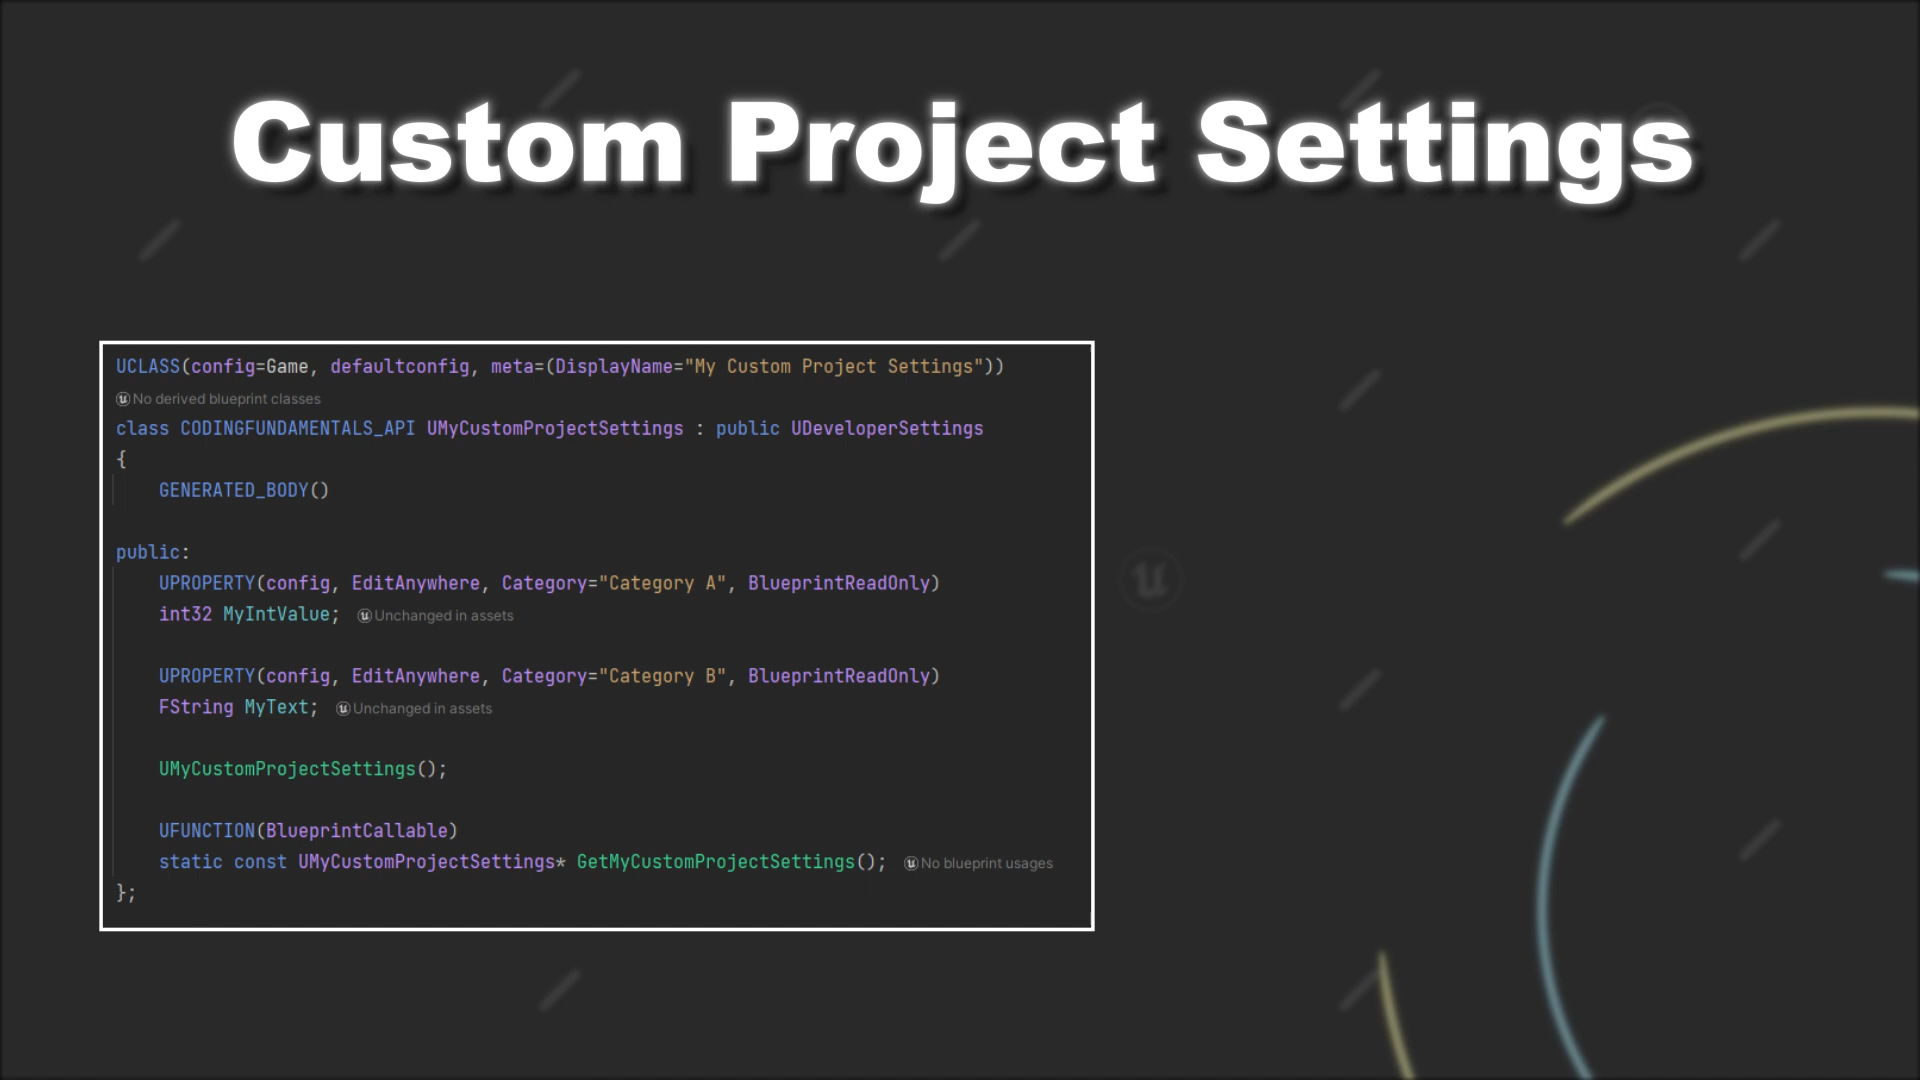 Custom Project Settings
UCLASS(config=Game, defaultconfig, meta=(DisplayName="My Custom Project Settings"))
No derived blueprint classes
class CODINGFUNDAMENTALS_API UMyCustomProjectSettings : public UDeveloperSettings
{
GENERATED_BODY()
public:
UPROPERTY(config, EditAnywhere, Category="Category A", BlueprintReadOnly)
int32 MyIntValue; Unchanged in assets
UPROPERTY(config, EditAnywhere, Category="Category B", BlueprintReadOnly)
FString MyText; Unchanged in assets
UMyCustomProjectSettings();
UFUNCTION(BlueprintCallable)
static const UMyCustomProjectSettings* GetMyCustomProjectSettings(); No blueprint usages
};